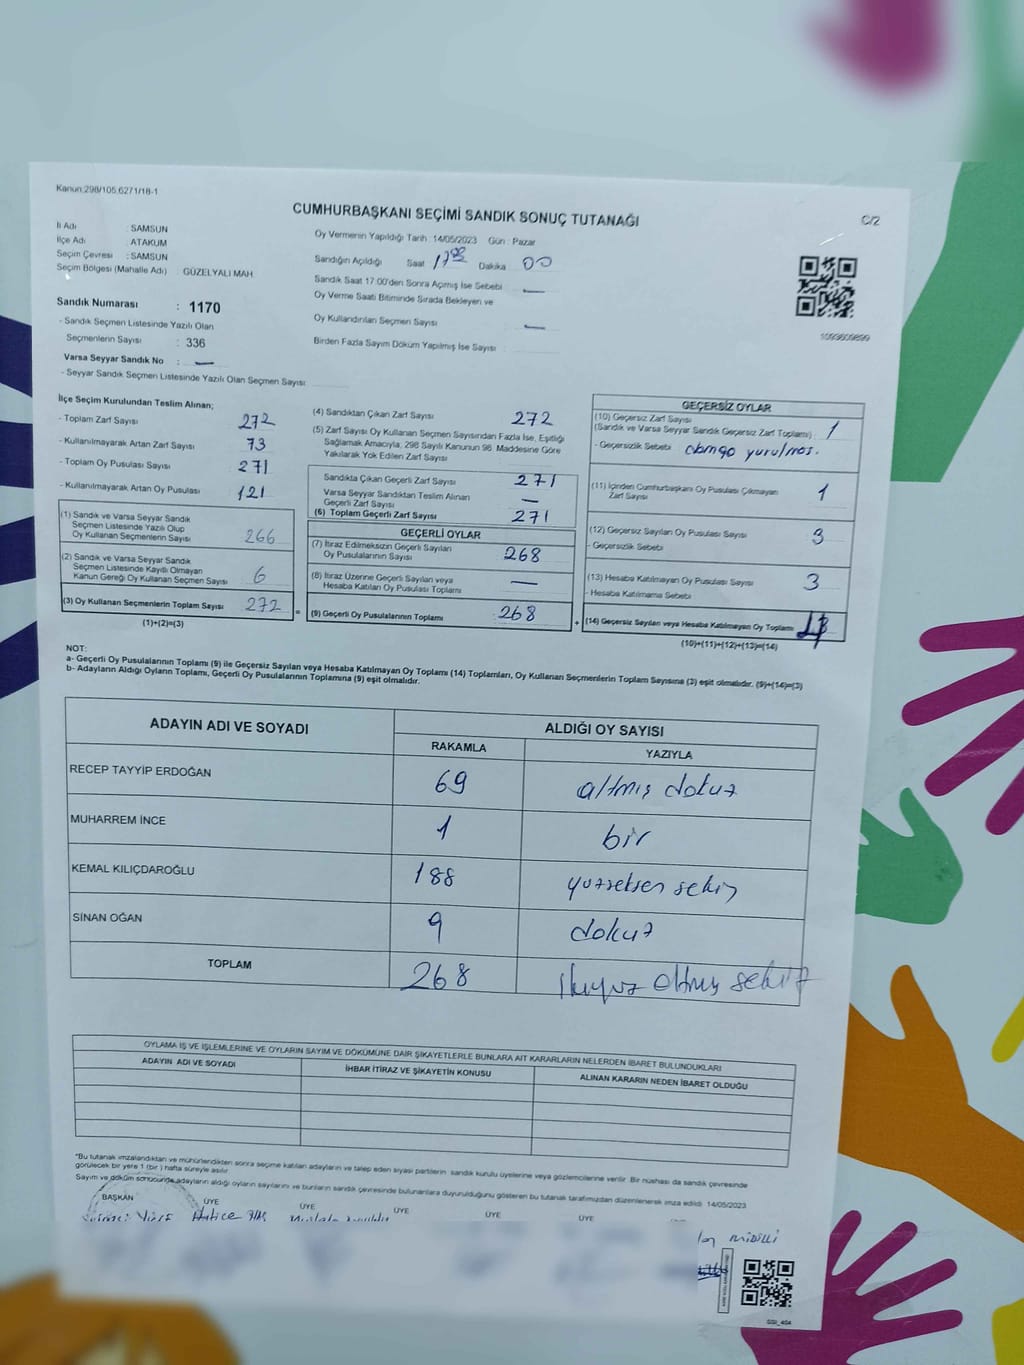 Kanun:298/105,6271/18-1
CUMHURBAŞKANI SEÇİMİ SANDIK SONUÇ TUTANAĞI
C/2
İli Adı : SAMSUN
İlçe Adı : ATAKUM
Seçim Çevresi : SAMSUN
Seçim Bölgesi (Mahalle Adı) : GÜZELYALI MAH.
Oy Vermenin Yapıldığı Tarih : 14/05/2023 Gün : Pazar
Sandığın Açıldığı Saat 17 00 Dakika 00
Sandık Saat 17:00'den Sonra Açımış İse Sebebi —
Oy Verme Saati Bitiminde Sırada Bekleyen ve
Oy Kullandırılan Seçmen Sayısı —
Birden Fazla Sayım Döküm Yapılmış İse Sayısı
1093609899
Sandık Numarası : 1170
- Sandık Seçmen Listesinde Yazılı Olan
Seçmenlerin Sayısı : 336
Varsa Seyyar Sandık No : —
- Seyyar Sandık Seçmen Listesinde Yazılı Olan Seçmen Sayısı
İlçe Seçim Kurulundan Teslim Alınan;
- Toplam Zarf Sayısı 272
- Kullanılmayarak Artan Zarf Sayısı 73
- Toplam Oy Pusulası Sayısı 271
- Kullanılmayarak Artan Oy Pusulası 121
(1) Sandık ve Varsa Seyyar Sandık
Seçmen Listesinde Yazılı Olup
Oy Kullanan Seçmenlerin Sayısı 266
(2) Sandık ve Varsa Seyyar Sandık
Seçmen Listesinde Kayıtlı Olmayan
Kanun Gereği Oy Kullanan Seçmen Sayısı 6
(3) Oy Kullanan Seçmenlerin Toplam Sayısı 272 =
(1)+(2)=(3)
(4) Sandıktan Çıkan Zarf Sayısı 272
(5) Zarf Sayısı Oy Kullanan Seçmen Sayısından Fazla İse, Eşitliği
Sağlamak Amacıyla; 298 Sayılı Kanunun 98. Maddesine Göre
Yakılarak Yok Edilen Zarf Sayısı
Sandıkta Çıkan Geçerli Zarf Sayısı 271
Varsa Seyyar Sandıktan Teslim Alınan
Geçerli Zarf Sayısı —
(6) Toplam Geçerli Zarf Sayısı 271
GEÇERLİ OYLAR
(7) İtiraz Edilmeksizin Geçerli Sayılan
Oy Pusulalarının Sayısı 268
(8) İtiraz Üzerine Geçerli Sayılan veya
Hesaba Katılan Oy Pusulası Toplamı —
(9) Geçerli Oy Pusulalarının Toplamı 268 +
GEÇERSİZ OYLAR
(10) Geçersiz Zarf Sayısı
(Sandık ve Varsa Seyyar Sandık Geçersiz Zarf Toplamı) : 1
- Geçersizlik Sebebi
(11) İçinden Cumhurbaşkanı Oy Pusulası Çıkmayan
Zarf Sayısı 1
(12) Geçersiz Sayılan Oy Pusulası Sayısı 3
- Geçersizlik Sebebi
(13) Hesaba Katılmayan Oy Pusulası Sayısı 3
- Hesaba Katılmama Sebebi
(14) Geçersiz Sayılan veya Hesaba Katılmayan Oy Toplamı
(10)+(11)+(12)+(13)=(14)
NOT:
a- Geçerli Oy Pusulalarının Toplamı (9) ile Geçersiz Sayılan veya Hesaba Katılmayan Oy Toplamı (14) Toplamları, Oy Kullanan Seçmenlerin Toplam Sayısına (3) eşit olmalıdır. (9)+(14)=(3)
b- Adayların Aldığı Oyların Toplamı, Geçerli Oy Pusulalarının Toplamına (9) eşit olmalıdır.
ADAYIN ADI VE SOYADI
ALDIĞI OY SAYISI
RAKAMLA YAZIYLA
RECEP TAYYİP ERDOĞAN 69 altmış dokuz
MUHARREM İNCE 1 bir
KEMAL KILIÇDAROĞLU 188 yüzseksen sekiz
SİNAN OĞAN 9 dokuz
TOPLAM 268 ikiyüz altmış sekiz
OYLAMA İŞ VE İŞLEMLERİNE VE OYLARIN SAYIM VE DÖKÜMÜNE DAİR ŞİKAYETLERLE BUNLARA AİT KARARLARIN NELERDEN İBARET BULUNDUKLARI
ADAYIN ADI VE SOYADI İHBAR İTİRAZ VE ŞİKAYETİN KONUSU ALINAN KARARIN NEDEN İBARET OLDUĞU
*Bu tutanak imzalandıktan ve mühürlendikten sonra seçime katılan adayların ve talep eden siyasi partilerin sandık kurulu üyelerine veya gözlemcilerine verilir. Bir nüshası da sandık çevresinde
görülecek bir yere 1 (bir ) hafta süreyle asılır.
Sayım ve döküm sonucunda adayların aldığı oyların sayılarını ve bunların sandık çevresinde bulunanlara duyurulduğunu gösteren bu tutanak tarafımızdan düzenlenerek imza edildi. 14/05/2023
BAŞKAN ÜYE ÜYE ÜYE ÜYE ÜYE
Hatice
MİDİLLİ
SSI_404